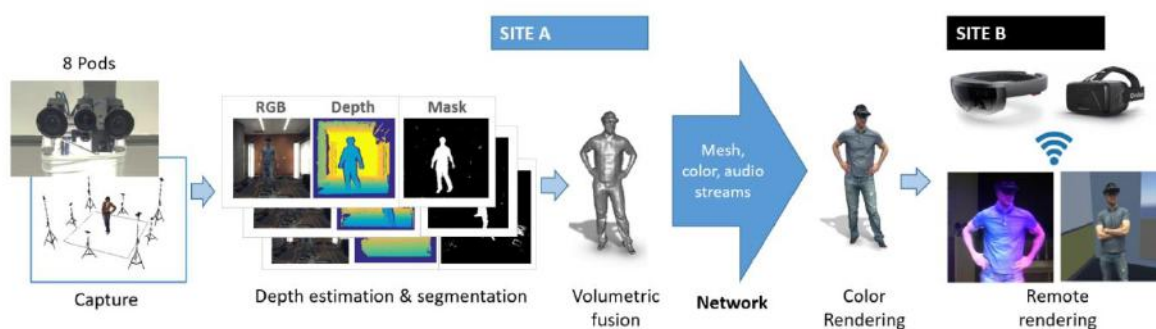 SITE A
SITE B
8 Pods
RGB
Depth
Mask
Mesh,
color, audio
streams
Capture
Depth estimation & segmentation
Volumetric
fusion
Network
Color
Rendering
Remote
rendering